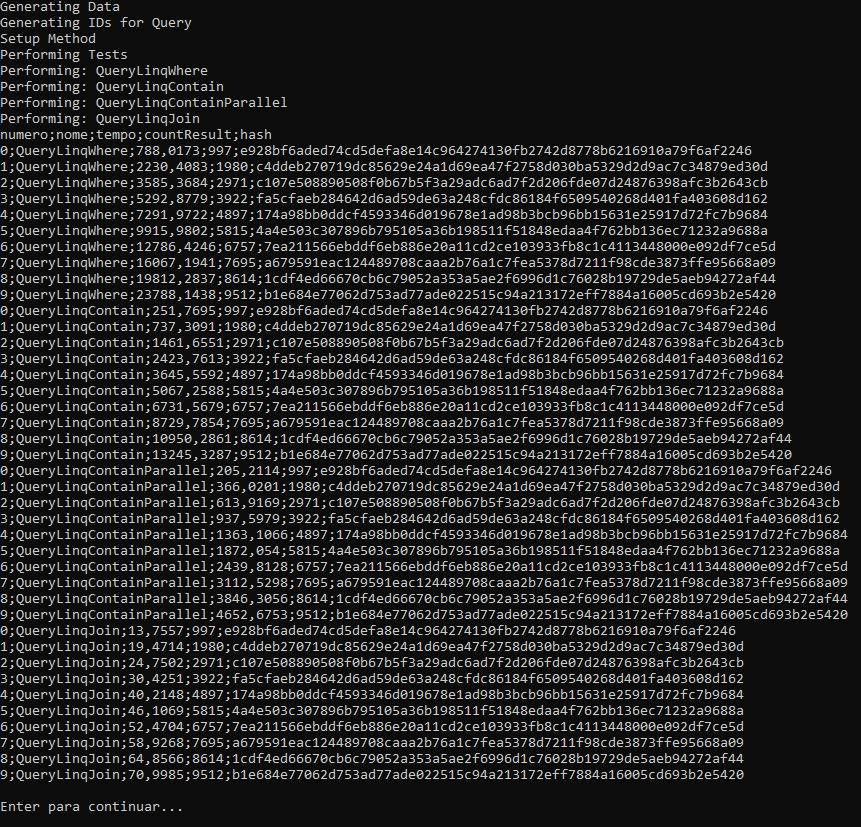 Generating Data
Generating IDs for Query
Setup Method
Performing Tests
Performing: QueryLinqWhere
Performing: QueryLinqContain
Performing: QueryLinqContainParallel
Performing: QueryLinqJoin
numero;nome;tempo;countResult;hash
0;QueryLinqWhere;788,0173;997;e928bf6aded74cd5defa8e14c964274130fb2742d8778b6216910a79f6af2246
1;QueryLinqWhere;2230,4083;1980;c4ddeb270719dc85629e24a1d69ea47f2758d030ba5329d2d9ac7c34879ed30d
2;QueryLinqWhere;3585,3684;2971;c107e508890508f0b67b5f3a29adc6ad7f2d206fde07d24876398afc3b2643cb
3;QueryLinqWhere;5292,8779;3922;fa5cfaeb284642d6ad59de63a248cfdc86184f6509540268d401fa403608d162
4;QueryLinqWhere;7291,9722;4897;174a98bb0ddcf4593346d019678e1ad98b3bcb96bb15631e25917d72fc7b9684
5;QueryLinqWhere;9915,9802;5815;4a4e503c307896b795105a36b198511f51848edaa4f762bb136ec71232a9688a
6;QueryLinqWhere;12786,4246;6757;7ea211566ebddf6eb886e20a11cd2ce103933fb8c1c4113448000e092df7ce5d
7;QueryLinqWhere;16067,1941;7695;a679591eac124489708caaa2b76a1c7fea5378d7211f98cde3873ffe95668a09
8;QueryLinqWhere;19812,2837;8614;1cdf4ed66670cb6c79052a353a5ae2f6996d1c76028b19729de5aeb94272af44
9;QueryLinqWhere;23788,1438;9512;b1e684e77062d753ad77ade022515c94a213172eff7884a16005cd693b2e5420
0;QueryLinqContain;251,7695;997;e928bf6aded74cd5defa8e14c964274130fb2742d8778b6216910a79f6af2246
1;QueryLinqContain;737,3091;1980;c4ddeb270719dc85629e24a1d69ea47f2758d030ba5329d2d9ac7c34879ed30d
2;QueryLinqContain;1461,6551;2971;c107e508890508f0b67b5f3a29adc6ad7f2d206fde07d24876398afc3b2643cb
3;QueryLinqContain;2423,7613;3922;fa5cfaeb284642d6ad59de63a248cfdc86184f6509540268d401fa403608d162
4;QueryLinqContain;3645,5592;4897;174a98bb0ddcf4593346d019678e1ad98b3bcb96bb15631e25917d72fc7b9684
5;QueryLinqContain;5067,2588;5815;4a4e503c307896b795105a36b198511f51848edaa4f762bb136ec71232a9688a
6;QueryLinqContain;6731,5679;6757;7ea211566ebddf6eb886e20a11cd2ce103933fb8c1c4113448000e092df7ce5d
7;QueryLinqContain;8729,7854;7695;a679591eac124489708caaa2b76a1c7fea5378d7211f98cde3873ffe95668a09
8;QueryLinqContain;10950,2861;8614;1cdf4ed66670cb6c79052a353a5ae2f6996d1c76028b19729de5aeb94272af44
9;QueryLinqContain;13245,3287;9512;b1e684e77062d753ad77ade022515c94a213172eff7884a16005cd693b2e5420
0;QueryLinqContainParallel;205,2114;997;e928bf6aded74cd5defa8e14c964274130fb2742d8778b6216910a79f6af2246
1;QueryLinqContainParallel;366,0201;1980;c4ddeb270719dc85629e24a1d69ea47f2758d030ba5329d2d9ac7c34879ed30d
2;QueryLinqContainParallel;613,9169;2971;c107e508890508f0b67b5f3a29adc6ad7f2d206fde07d24876398afc3b2643cb
3;QueryLinqContainParallel;937,5979;3922;fa5cfaeb284642d6ad59de63a248cfdc86184f6509540268d401fa403608d162
4;QueryLinqContainParallel;1363,1066;4897;174a98bb0ddcf4593346d019678e1ad98b3bcb96bb15631e25917d72fc7b9684
5;QueryLinqContainParallel;1872,054;5815;4a4e503c307896b795105a36b198511f51848edaa4f762bb136ec71232a9688a
6;QueryLinqContainParallel;2439,8128;6757;7ea211566ebddf6eb886e20a11cd2ce103933fb8c1c4113448000e092df7ce5d
7;QueryLinqContainParallel;3112,5298;7695;a679591eac124489708caaa2b76a1c7fea5378d7211f98cde3873ffe95668a09
8;QueryLinqContainParallel;3846,3056;8614;1cdf4ed66670cb6c79052a353a5ae2f6996d1c76028b19729de5aeb94272af44
9;QueryLinqContainParallel;4652,6753;9512;b1e684e77062d753ad77ade022515c94a213172eff7884a16005cd693b2e5420
0;QueryLinqJoin;13,7557;997;e928bf6aded74cd5defa8e14c964274130fb2742d8778b6216910a79f6af2246
1;QueryLinqJoin;19,4714;1980;c4ddeb270719dc85629e24a1d69ea47f2758d030ba5329d2d9ac7c34879ed30d
2;QueryLinqJoin;24,7502;2971;c107e508890508f0b67b5f3a29adc6ad7f2d206fde07d24876398afc3b2643cb
3;QueryLinqJoin;30,4251;3922;fa5cfaeb284642d6ad59de63a248cfdc86184f6509540268d401fa403608d162
4;QueryLinqJoin;40,2148;4897;174a98bb0ddcf4593346d019678e1ad98b3bcb96bb15631e25917d72fc7b9684
5;QueryLinqJoin;46,1069;5815;4a4e503c307896b795105a36b198511f51848edaa4f762bb136ec71232a9688a
6;QueryLinqJoin;52,4704;6757;7ea211566ebddf6eb886e20a11cd2ce103933fb8c1c4113448000e092df7ce5d
7;QueryLinqJoin;58,9268;7695;a679591eac124489708caaa2b76a1c7fea5378d7211f98cde3873ffe95668a09
8;QueryLinqJoin;64,8566;8614;1cdf4ed66670cb6c79052a353a5ae2f6996d1c76028b19729de5aeb94272af44
9;QueryLinqJoin;70,9985;9512;b1e684e77062d753ad77ade022515c94a213172eff7884a16005cd693b2e5420
Enter para continuar...